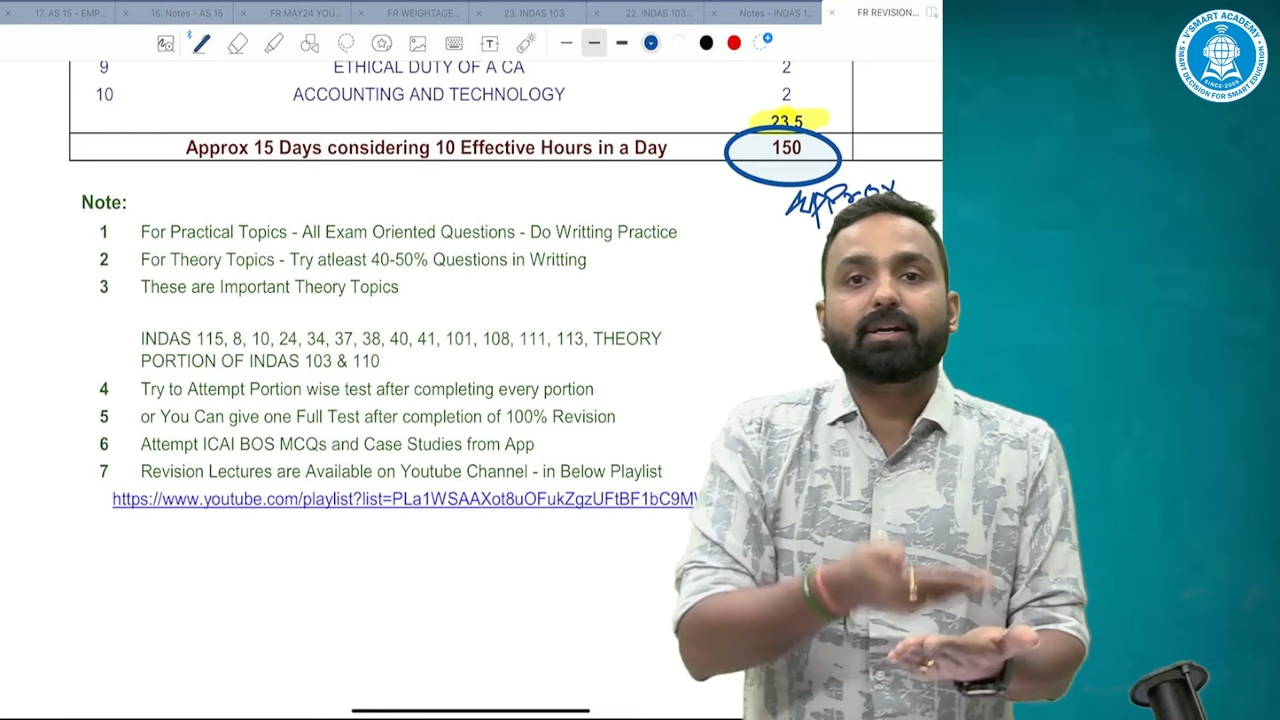 17. AS 15 - EMP...
15. Notes - AS 15
FR MAY24 YOU...
FR WEIGHTAGE...
23. INDAS 103
22. INDAS 103...
Notes - INDAS 1...
FR REVISION...
V'SMART ACADEMY
SMART DECISION FOR SMART EDUCATION
SINCE-2005
9 ETHICAL DUTY OF A CA 2
10 ACCOUNTING AND TECHNOLOGY 2
23.5
Approx 15 Days considering 10 Effective Hours in a Day 150
Approx
Note:
1 For Practical Topics - All Exam Oriented Questions - Do Writting Practice
2 For Theory Topics - Try atleast 40-50% Questions in Writting
3 These are Important Theory Topics
INDAS 115, 8, 10, 24, 34, 37, 38, 40, 41, 101, 108, 111, 113, THEORY
PORTION OF INDAS 103 & 110
4 Try to Attempt Portion wise test after completing every portion
5 or You Can give one Full Test after completion of 100% Revision
6 Attempt ICAI BOS MCQs and Case Studies from App
7 Revision Lectures are Available on Youtube Channel - in Below Playlist
https://www.youtube.com/playlist?list=PLa1WSAAXot8uOFukZgzUFtBF1bC9M